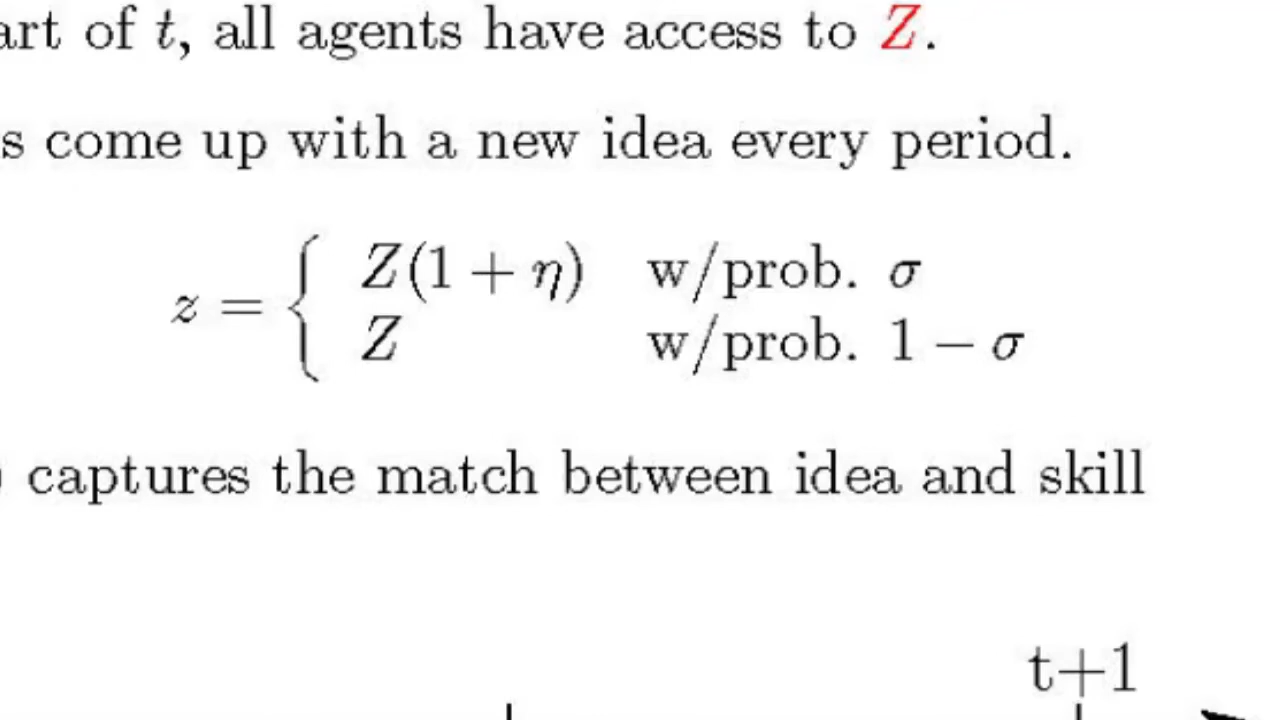 art of t, all agents have access to Z.
s come up with a new idea every period.
z = { Z(1 + η) w/prob. σ
Z w/prob. 1 − σ
) captures the match between idea and skill
t+1